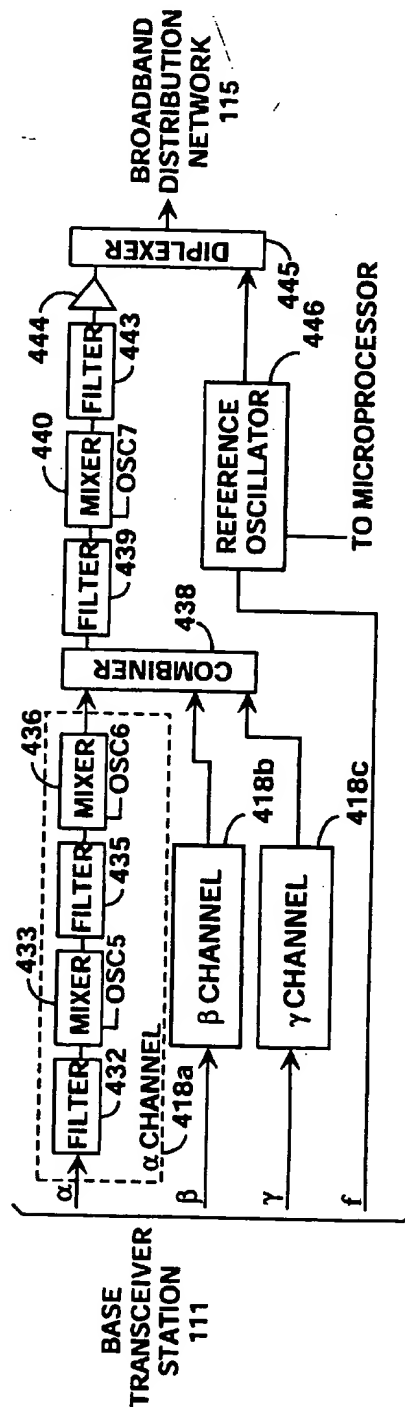 BASE
TRANSCEIVER
STATION
111
α
β
γ
f
FILTER
432
433
MIXER
OSC5
FILTER
435
436
MIXER
OSC6
α CHANNEL
418a
β CHANNEL
418b
γ CHANNEL
418c
COMBINER
438
FILTER
439
440
MIXER
OSC7
FILTER
443
444
DIPLEXER
445
REFERENCE
OSCILLATOR
446
TO MICROPROCESSOR
BROADBAND
DISTRIBUTION
NETWORK
115